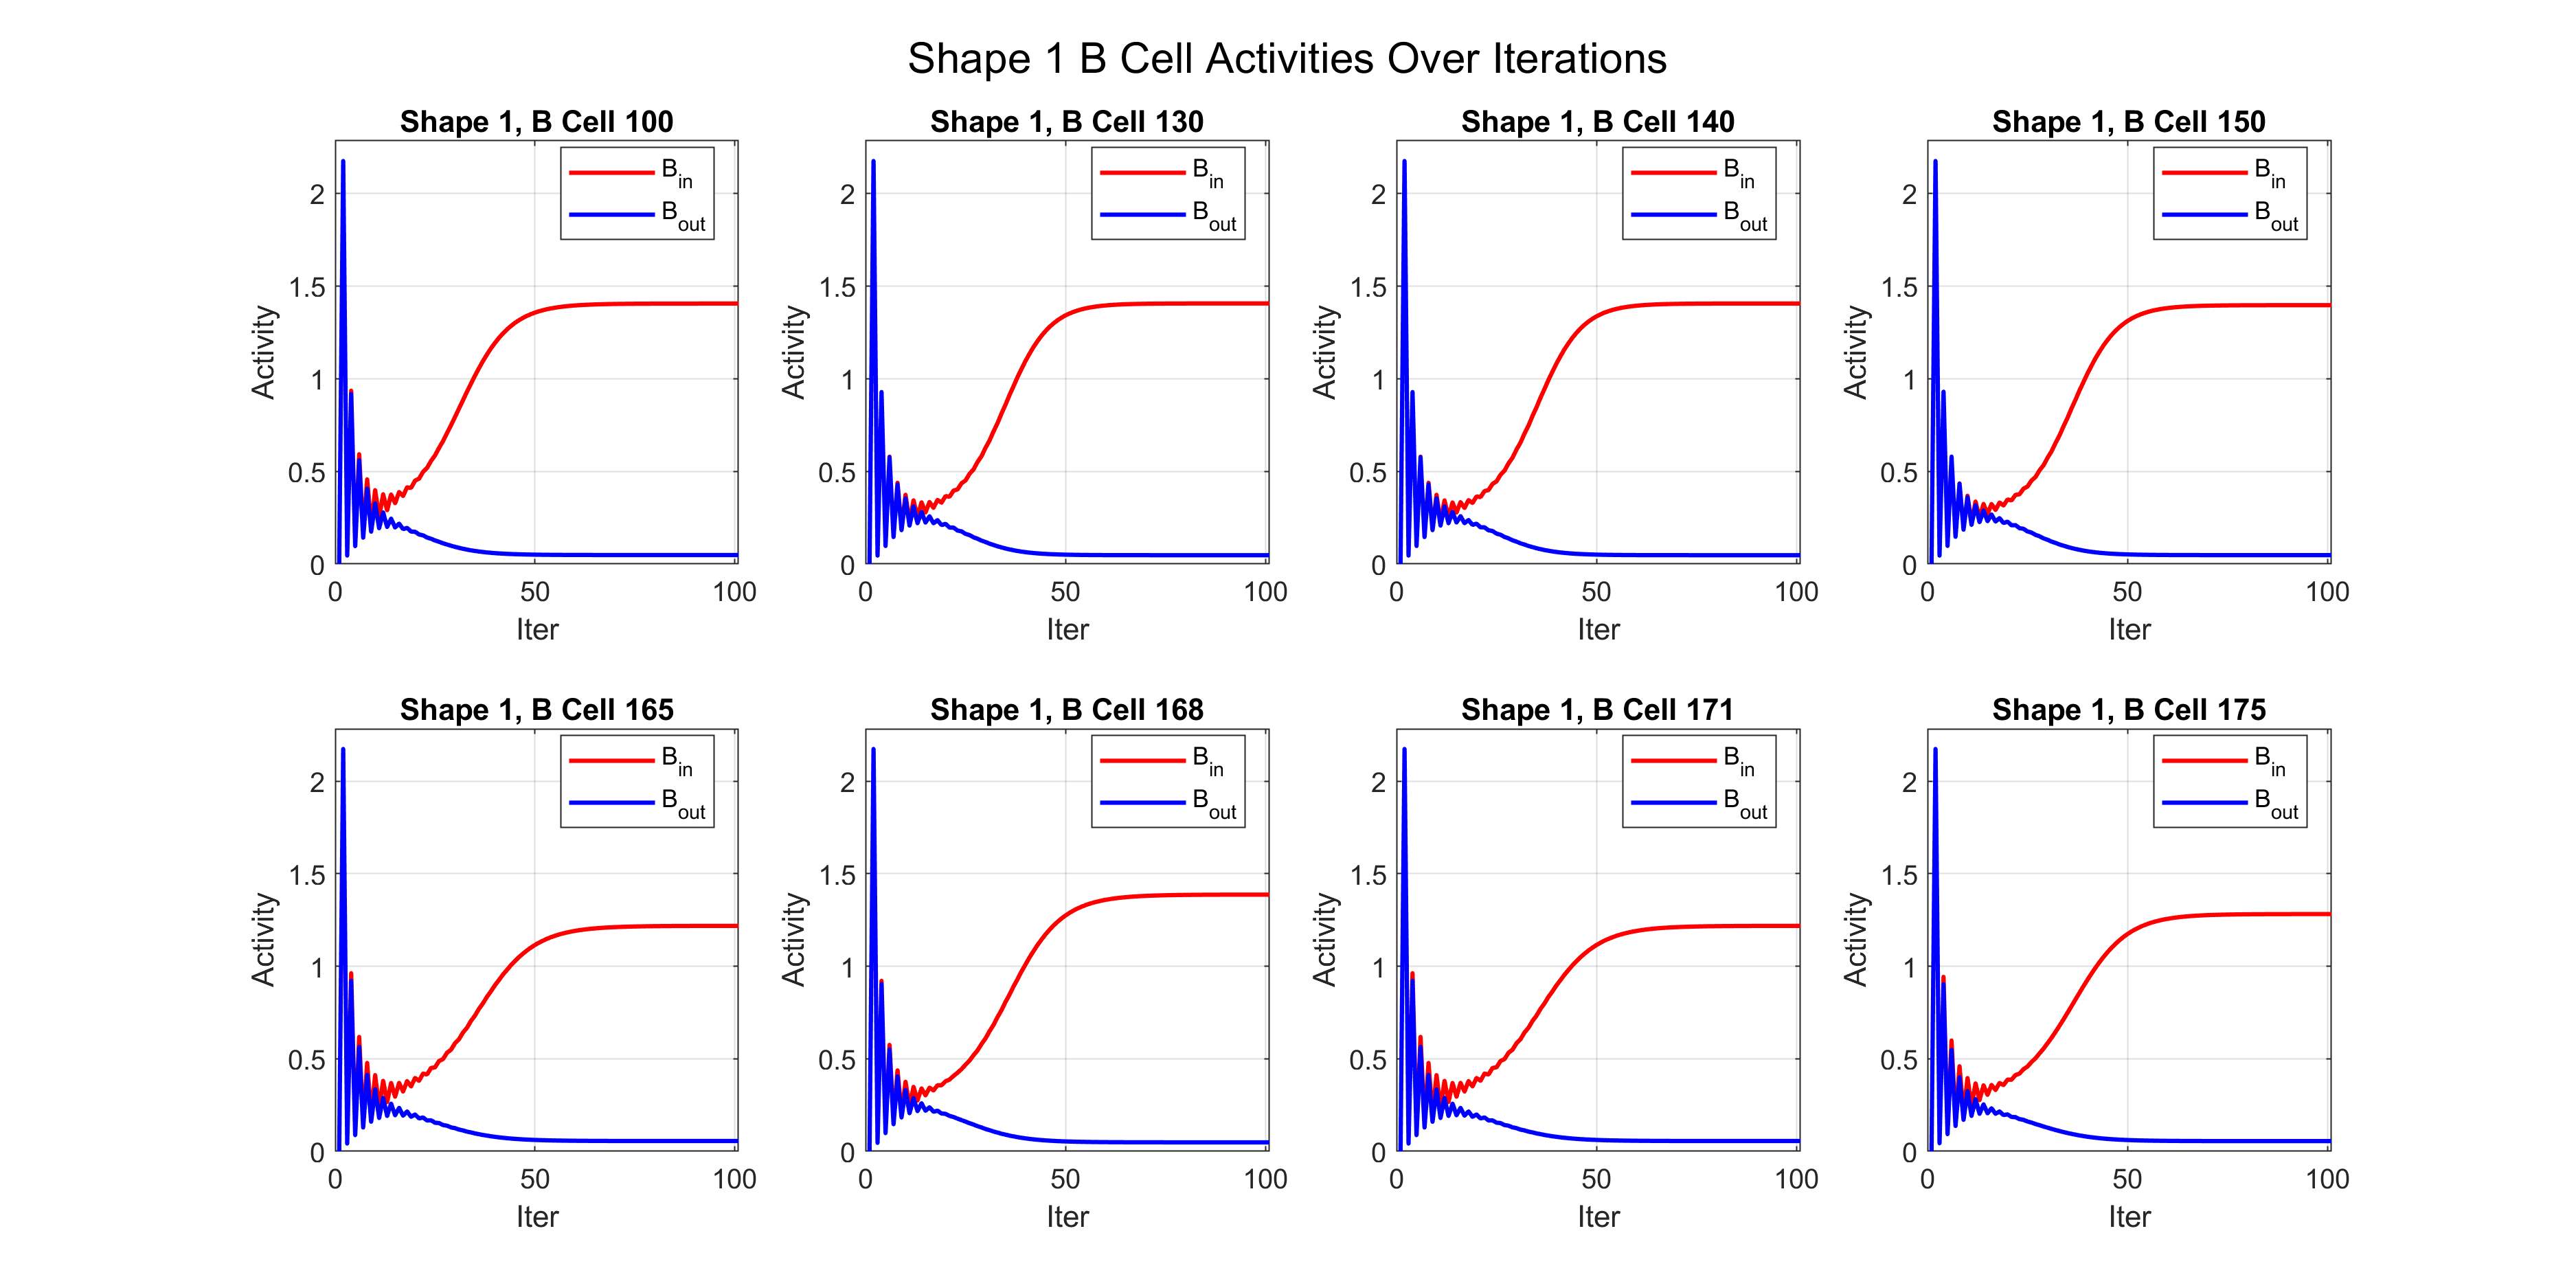 Shape 1 B Cell Activities Over Iterations
Shape 1, B Cell 100
Shape 1, B Cell 130
Shape 1, B Cell 140
Shape 1, B Cell 150
B_in
B_out
B_in
B_out
B_in
B_out
B_in
B_out
2
1.5
1
0.5
0
2
1.5
1
0.5
0
2
1.5
1
0.5
0
2
1.5
1
0.5
0
Activity
Activity
Activity
Activity
0 50 100
0 50 100
0 50 100
0 50 100
Iter
Iter
Iter
Iter
Shape 1, B Cell 165
Shape 1, B Cell 168
Shape 1, B Cell 171
Shape 1, B Cell 175
B_in
B_out
B_in
B_out
B_in
B_out
B_in
B_out
2
1.5
1
0.5
0
2
1.5
1
0.5
0
2
1.5
1
0.5
0
2
1.5
1
0.5
0
Activity
Activity
Activity
Activity
0 50 100
0 50 100
0 50 100
0 50 100
Iter
Iter
Iter
Iter